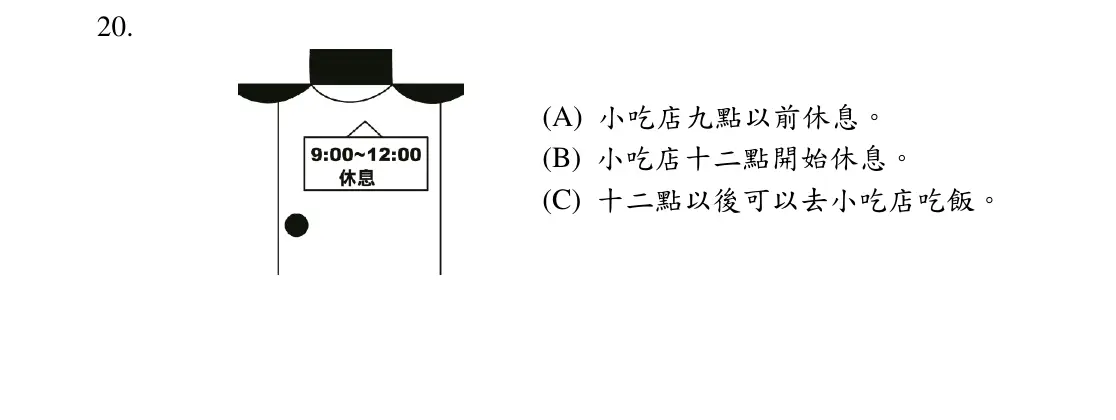 20.
9:00~12:00
休息
(A) 小吃店九點以前休息。
(B) 小吃店十二點開始休息。
(C) 十二點以後可以去小吃店吃飯。